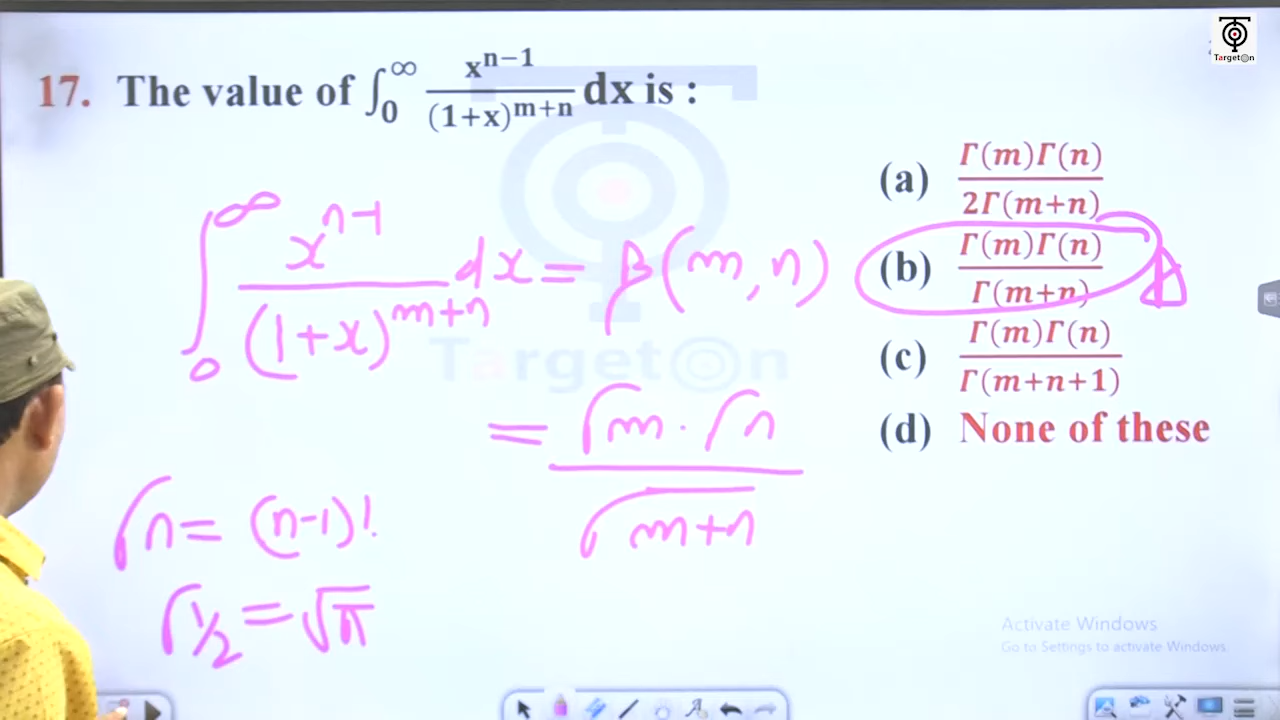 TargetOn
17. The value of ∫₀^∞ x^{n−1}/(1+x)^{m+n} dx is :
(a) Γ(m)Γ(n)/2Γ(m+n)
(b) Γ(m)Γ(n)/Γ(m+n)
(c) Γ(m)Γ(n)/Γ(m+n+1)
(d) None of these
∫₀^∞ x^{n-1}/(1+x)^{m+n} dx = β(m,n)
= Γm · Γn/Γm+n
Γn = (n-1)!
Γ1/2 = √π
TargetOn
Activate Windows
Go to Settings to activate Windows.